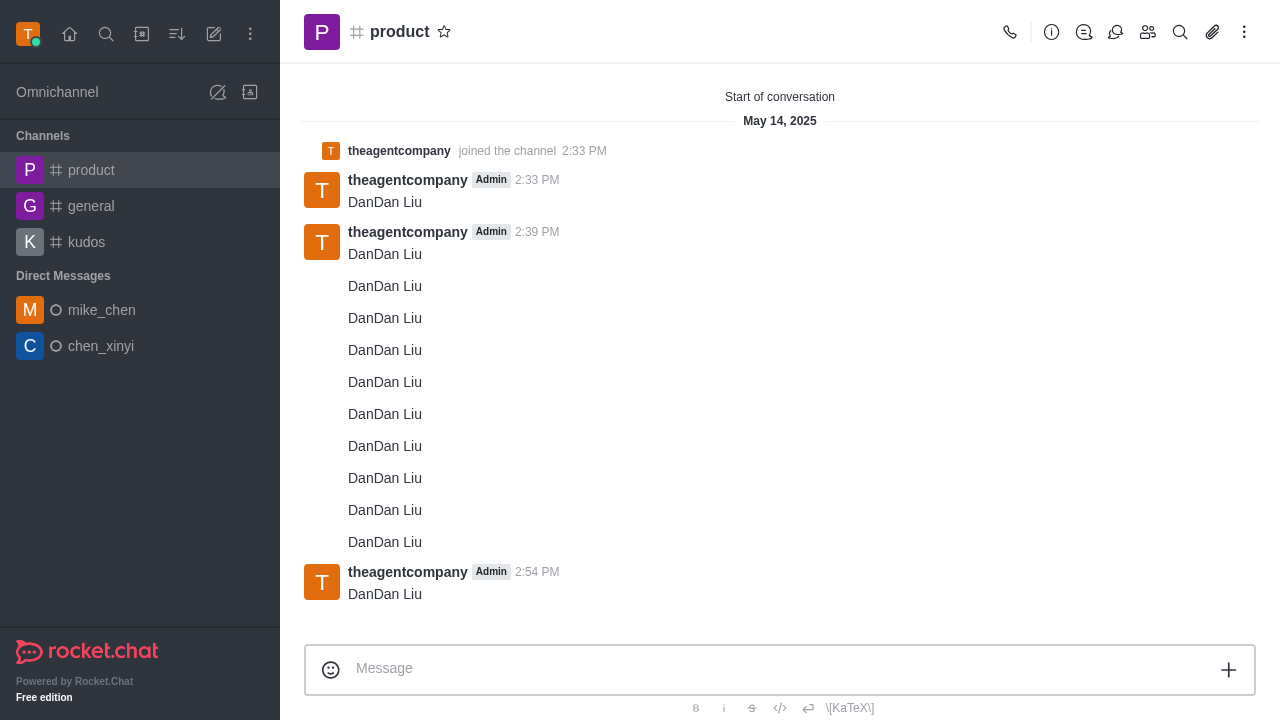 T
Omnichannel
Channels
P product
G general
K kudos
Direct Messages
M mike_chen
C chen_xinyi
rocket.chat
Powered by Rocket.Chat
Free edition
P product
Start of conversation
May 14, 2025
T theagentcompany joined the channel 2:33 PM
T theagentcompany Admin 2:33 PM
DanDan Liu
T theagentcompany Admin 2:39 PM
DanDan Liu
DanDan Liu
DanDan Liu
DanDan Liu
DanDan Liu
DanDan Liu
DanDan Liu
DanDan Liu
DanDan Liu
DanDan Liu
T theagentcompany Admin 2:54 PM
DanDan Liu
Message
B i S </> \[KaTeX\]